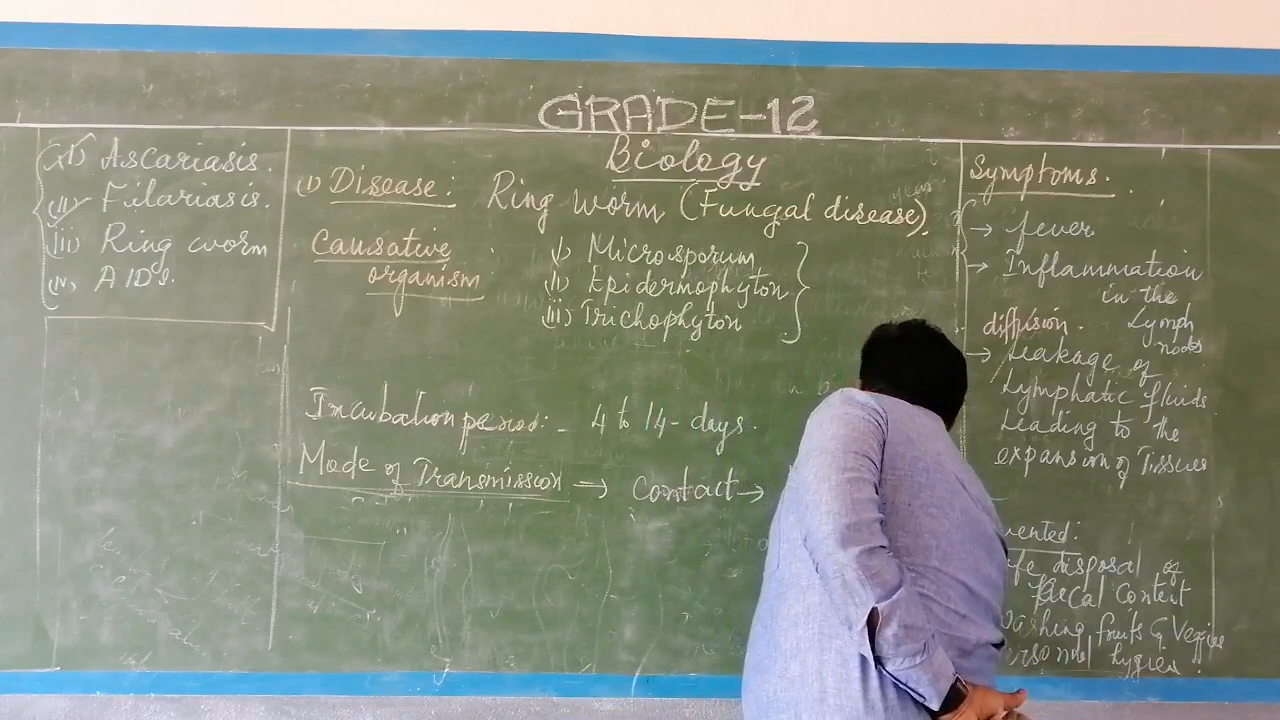 GRADE-12
Biology
(i) Ascariasis.
(ii) Filariasis.
(iii) Ring worm
(iv) AIDS.
(1) Disease: Ring worm (Fungal disease).
Causative organism:
i) Microsporum
ii) Epidermophyton
iii) Trichophyton
Incubation period:- 4 to 14- days.
Mode of Transmission → Contact →
Symptoms.
→ fever
→ Inflammation
in the
Lymph
nodes
diffusion.
→ Leakage of
Lymphatic fluids
Leading to the
expansion of Tissues
vented:
fe disposal of
faecal Content
washing fruits & Veggies
ersonal hygien